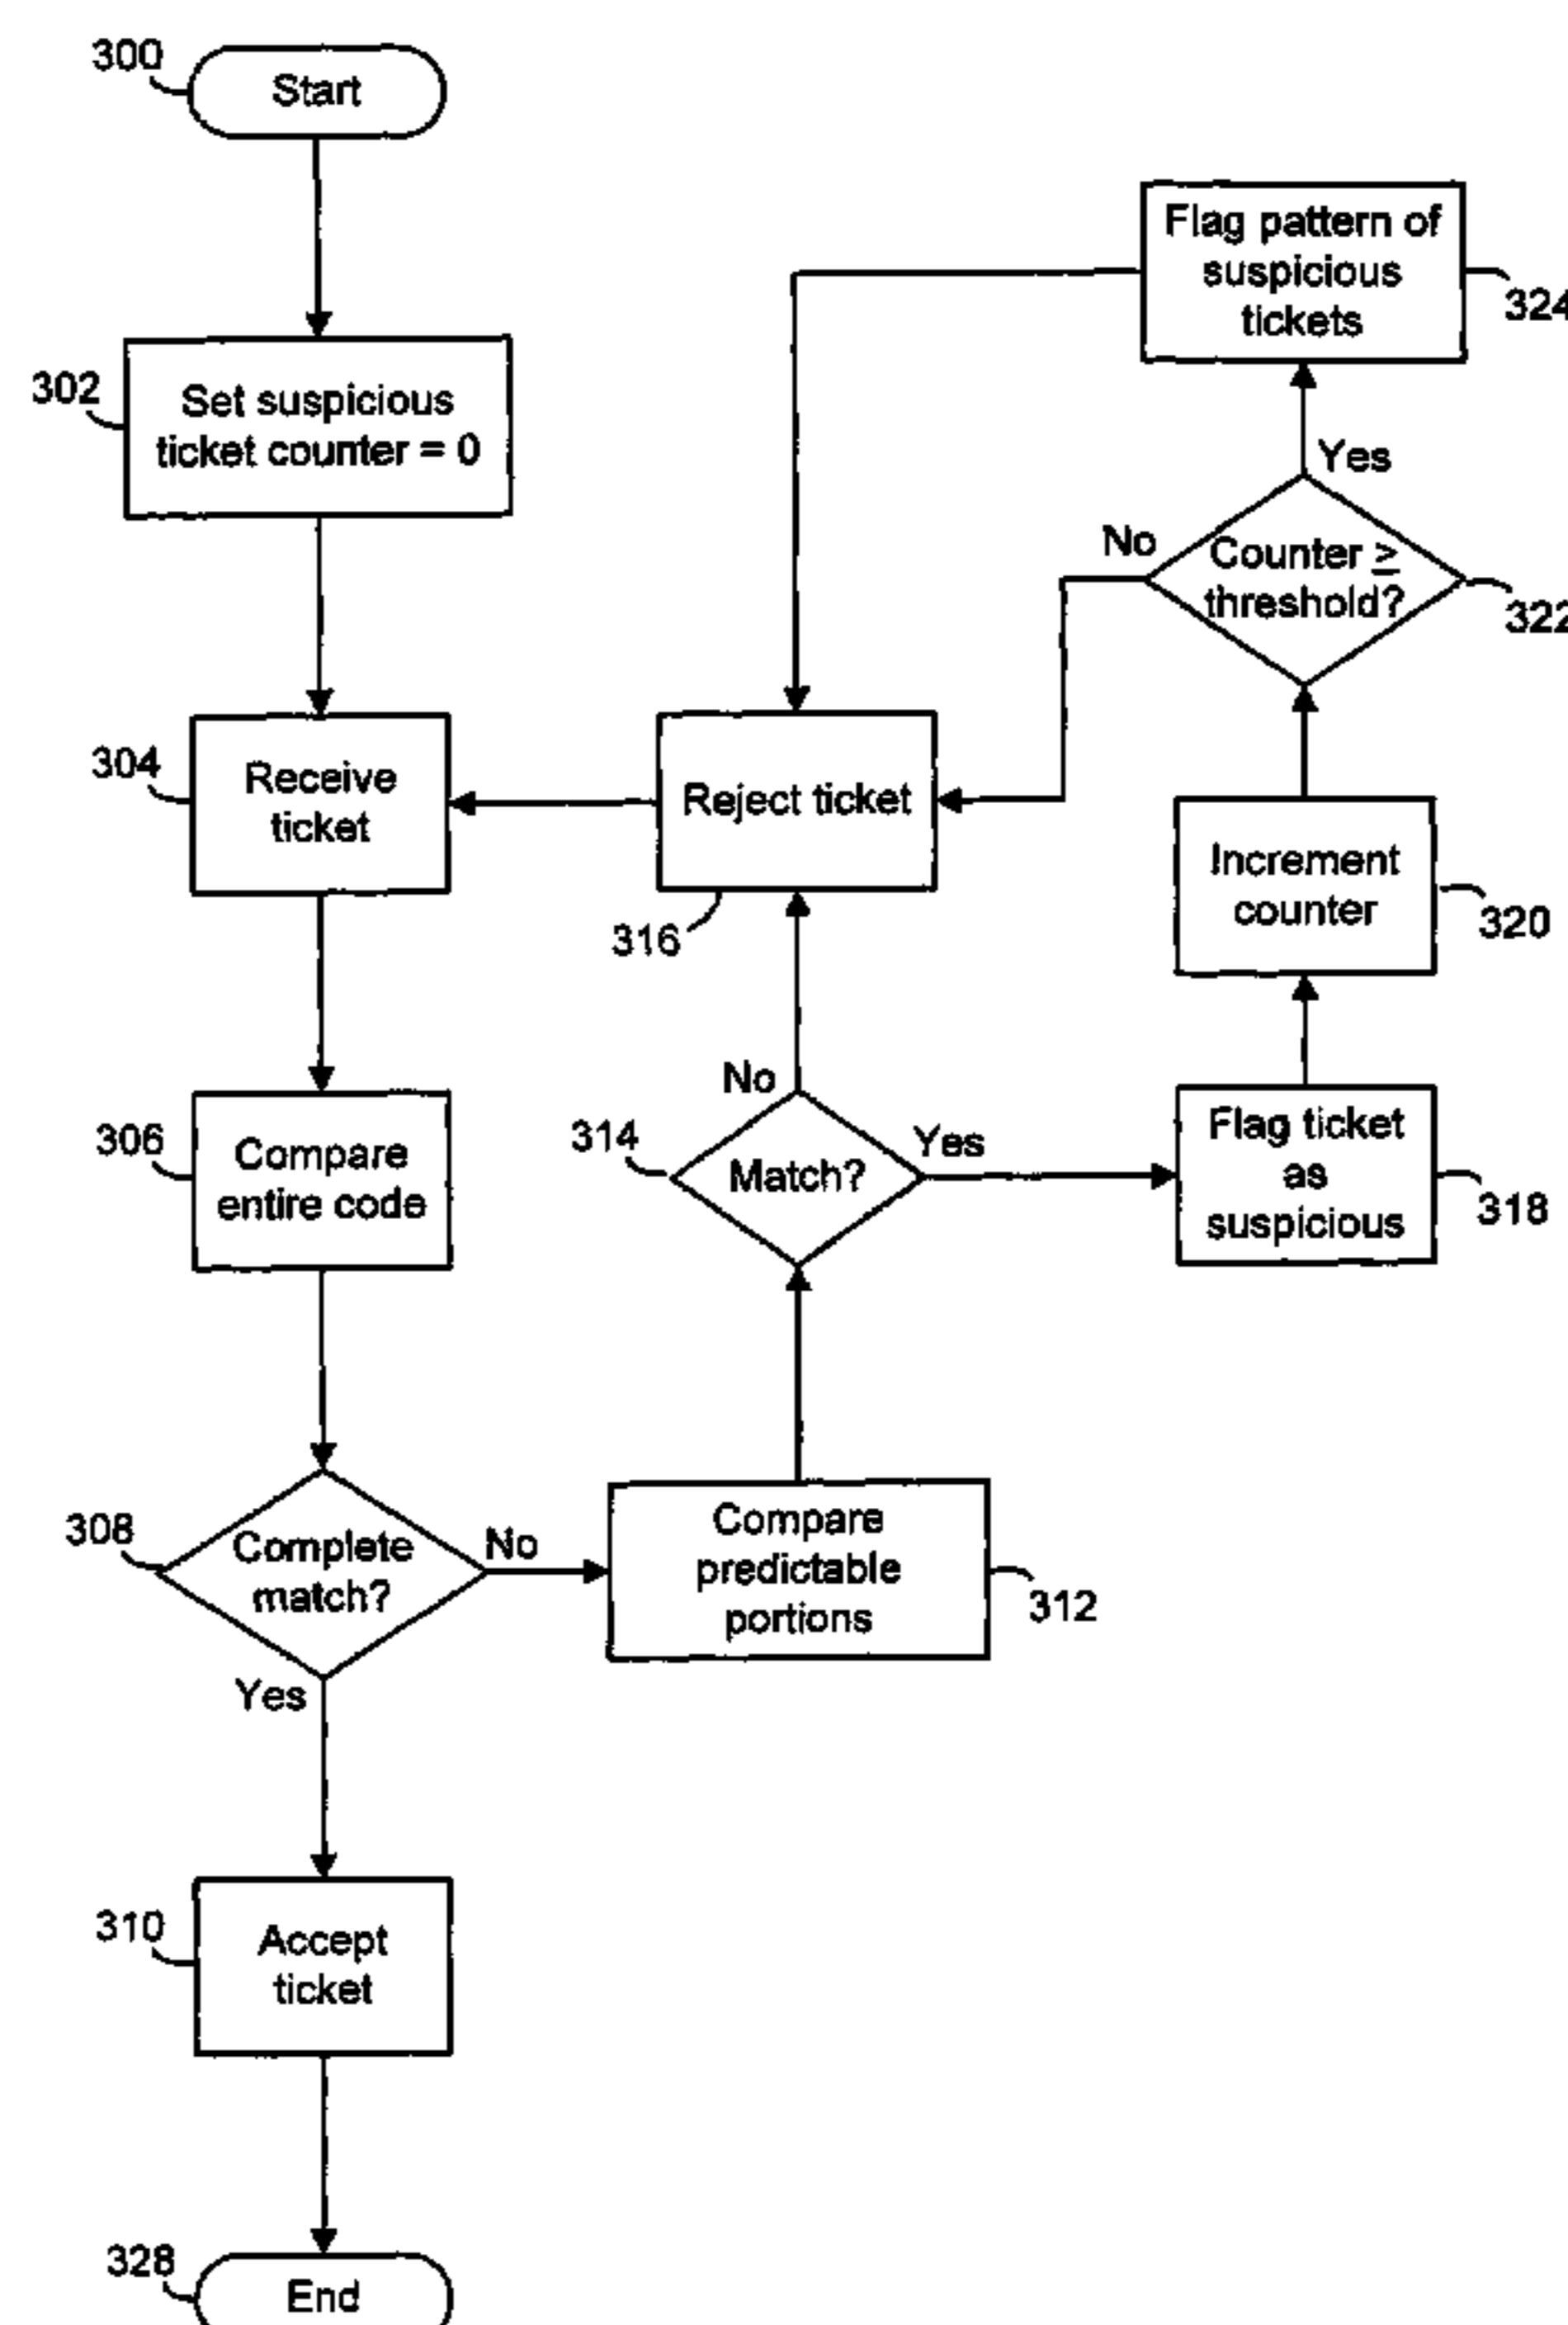 300
Start
302
Set suspicious
ticket counter = 0
304
Receive
ticket
306
Compare
entire code
308
Complete
match?
No
Yes
310
Accept
ticket
328
End
312
Compare
predictable
portions
314
Match?
No
Yes
316
Reject ticket
318
Flag ticket
as
suspicious
320
Increment
counter
322
Counter ≥
threshold?
No
Yes
324
Flag pattern of
suspicious
tickets